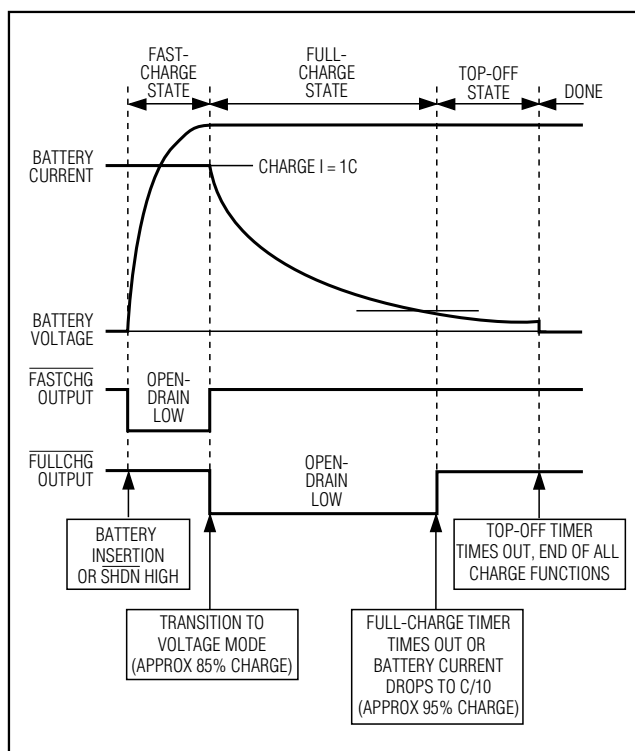 FAST-
CHARGE
STATE
FULL-
CHARGE
STATE
TOP-OFF
STATE
DONE
BATTERY
CURRENT
CHARGE I = 1C
BATTERY
VOLTAGE
FASTCHG
OUTPUT
OPEN-
DRAIN
LOW
FULLCHG
OUTPUT
OPEN-
DRAIN
LOW
BATTERY
INSERTION
OR SHDN HIGH
TOP-OFF TIMER
TIMES OUT, END OF ALL
CHARGE FUNCTIONS
TRANSITION TO
VOLTAGE MODE
(APPROX 85% CHARGE)
FULL-CHARGE TIMER
TIMES OUT OR
BATTERY CURRENT
DROPS TO C/10
(APPROX 95% CHARGE)